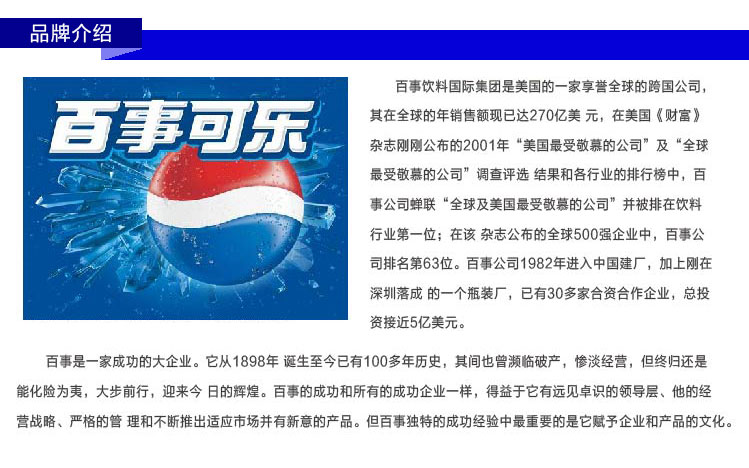 品牌介绍
百事可乐
百事饮料国际集团是美国的一家享誉全球的跨国公司，
其在全球的年销售额现已达270亿美 元，在美国《财富》
杂志刚刚公布的2001年“美国最受敬慕的公司”及“全球
最受敬慕的公司”调查评选 结果和各行业的排行榜中，百
事公司蝉联“全球及美国最受敬慕的公司”并被排在饮料
行业第一位；在该 杂志公布的全球500强企业中，百事公
司排名第63位。百事公司1982年进入中国建厂，加上刚在
深圳落成 的一个瓶装厂，已有30多家合资合作企业，总投
资接近5亿美元。
百事是一家成功的大企业。它从1898年 诞生至今已有100多年历史，其间也曾濒临破产，惨淡经营，但终归还是
能化险为夷，大步前行，迎来今 日的辉煌。百事的成功和所有的成功企业一样，得益于它有远见卓识的领导层、他的经
营战略、严格的管 理和不断推出适应市场并有新意的产品。但百事独特的成功经验中最重要的是它赋予企业和产品的文化。